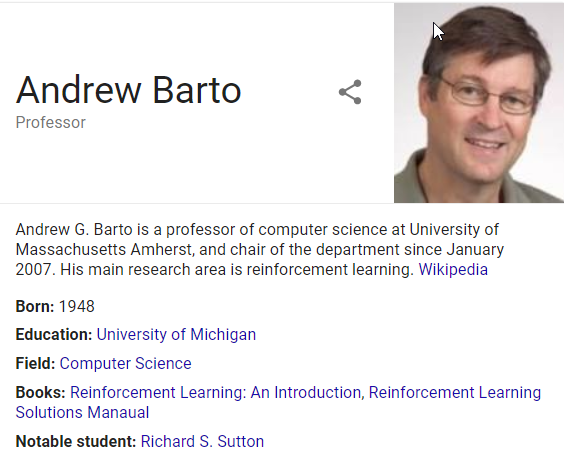 Andrew Barto
Professor
Andrew G. Barto is a professor of computer science at University of
Massachusetts Amherst, and chair of the department since January
2007. His main research area is reinforcement learning. Wikipedia
Born: 1948
Education: University of Michigan
Field: Computer Science
Books: Reinforcement Learning: An Introduction, Reinforcement Learning
Solutions Manaual
Notable student: Richard S. Sutton